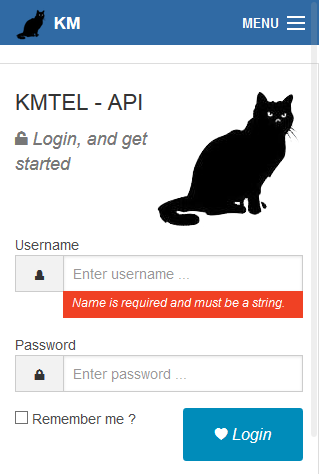 KM
MENU
KMTEL - API
Login, and get
started
Username
Enter username ...
Name is required and must be a string.
Password
Enter password ...
Remember me ?
Login